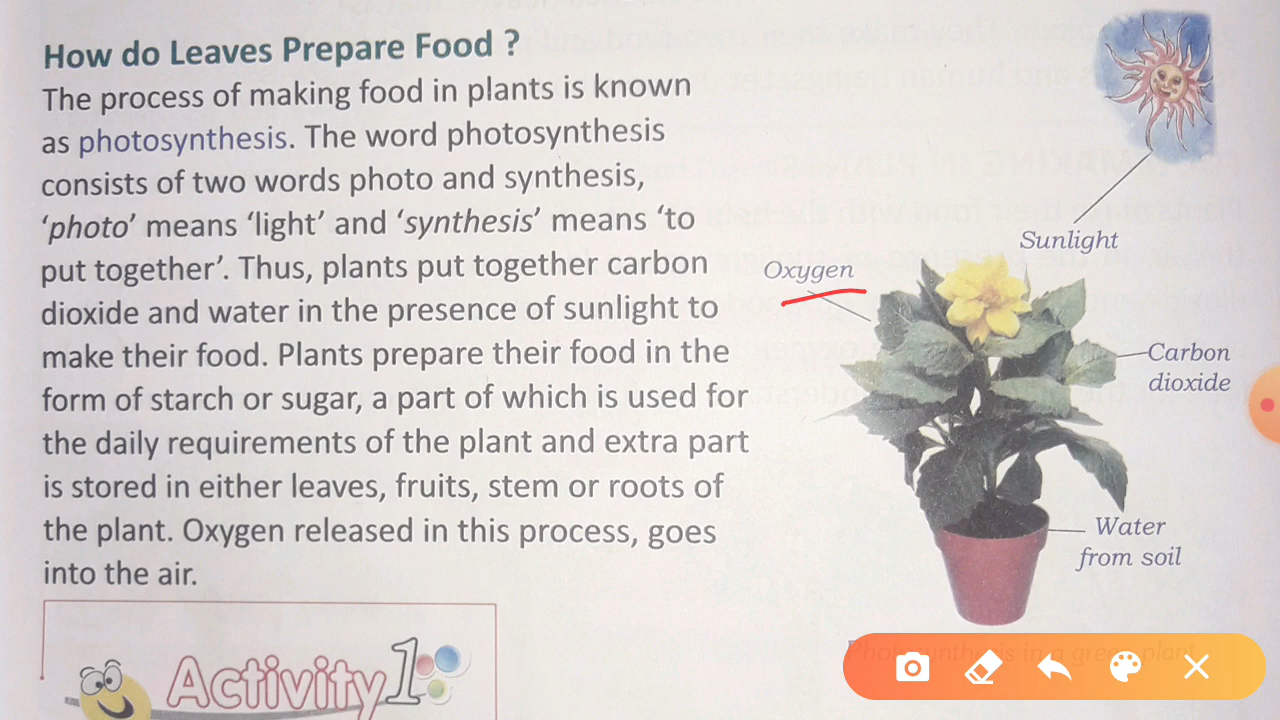 How do Leaves Prepare Food ?
The process of making food in plants is known
as photosynthesis. The word photosynthesis
consists of two words photo and synthesis,
‘photo’ means ‘light’ and ‘synthesis’ means ‘to
put together’. Thus, plants put together carbon
dioxide and water in the presence of sunlight to
make their food. Plants prepare their food in the
form of starch or sugar, a part of which is used for
the daily requirements of the plant and extra part
is stored in either leaves, fruits, stem or roots of
the plant. Oxygen released in this process, goes
into the air.
Activity 1
Sunlight
Oxygen
Carbon
dioxide
Water
from soil
Photosynthesis in a green plant